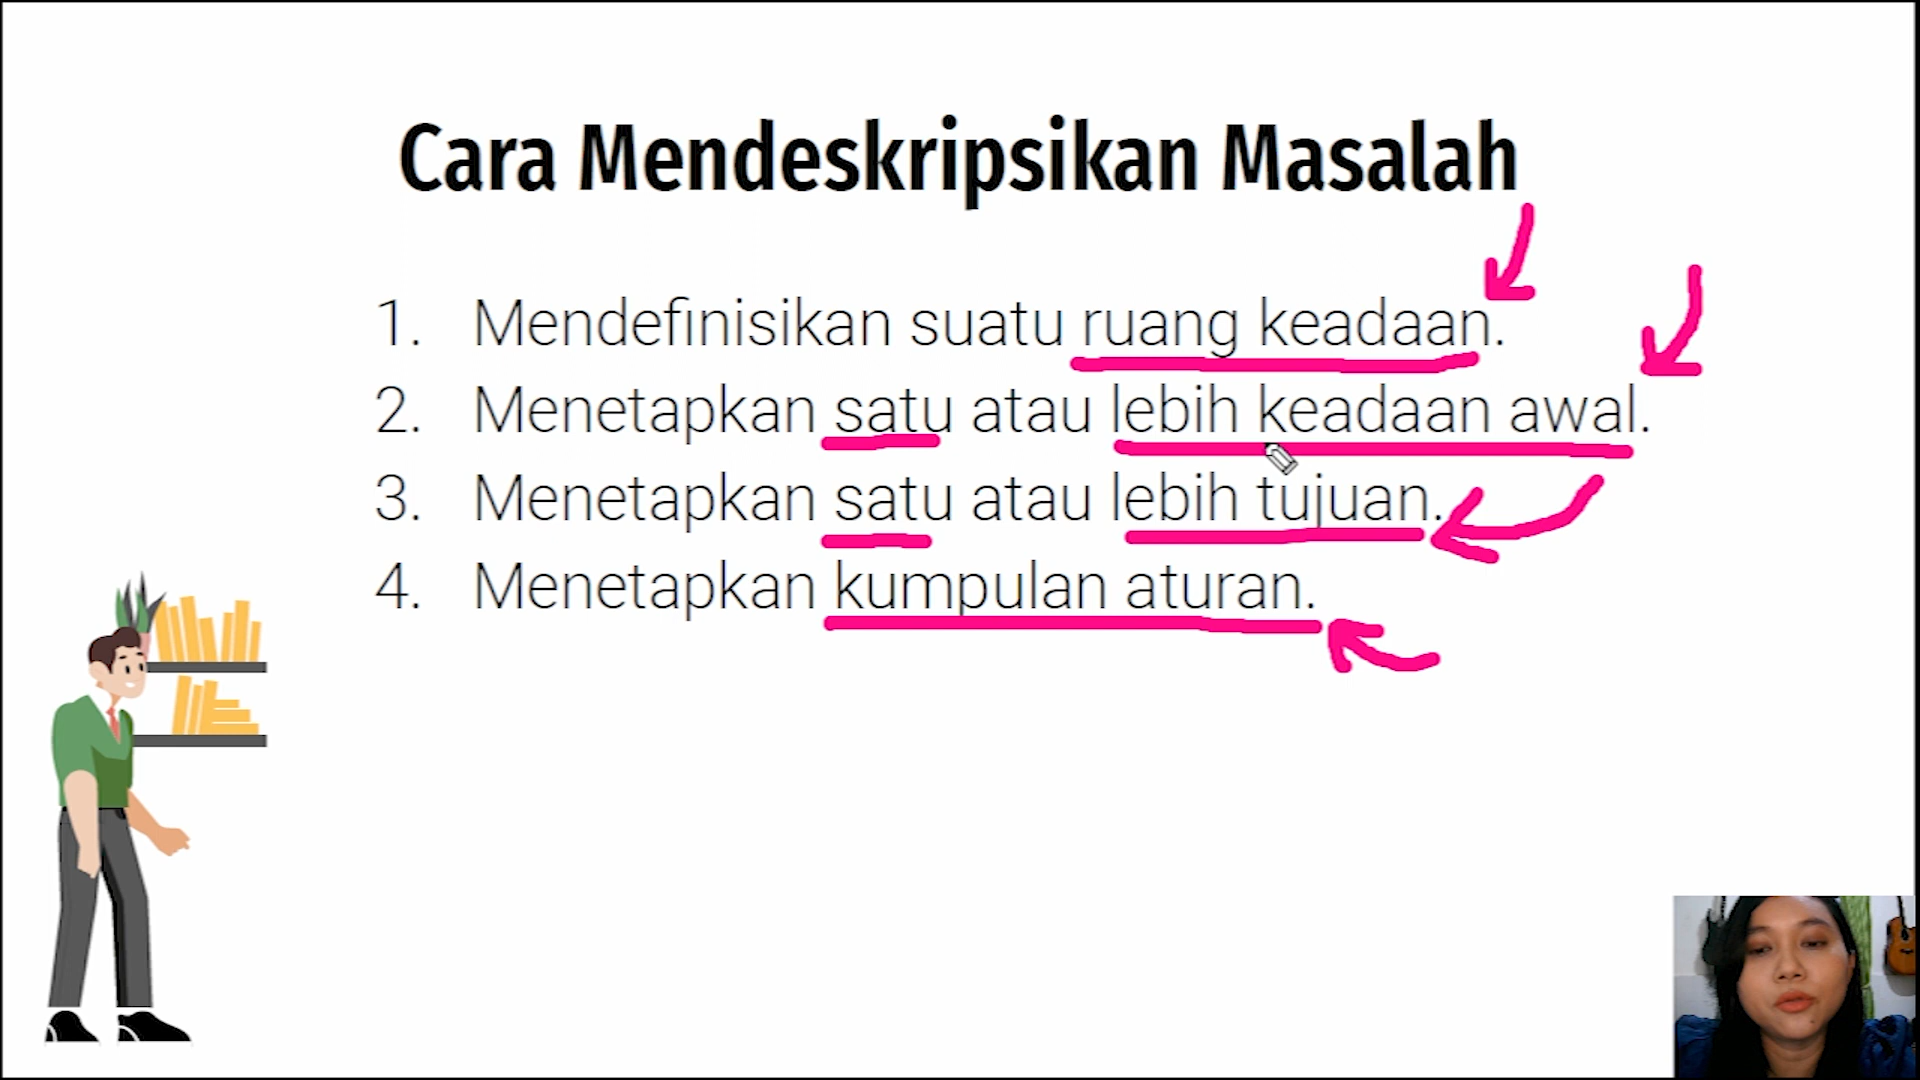 Cara Mendeskripsikan Masalah
1. Mendefinisikan suatu ruang keadaan.
2. Menetapkan satu atau lebih keadaan awal.
3. Menetapkan satu atau lebih tujuan.
4. Menetapkan kumpulan aturan.